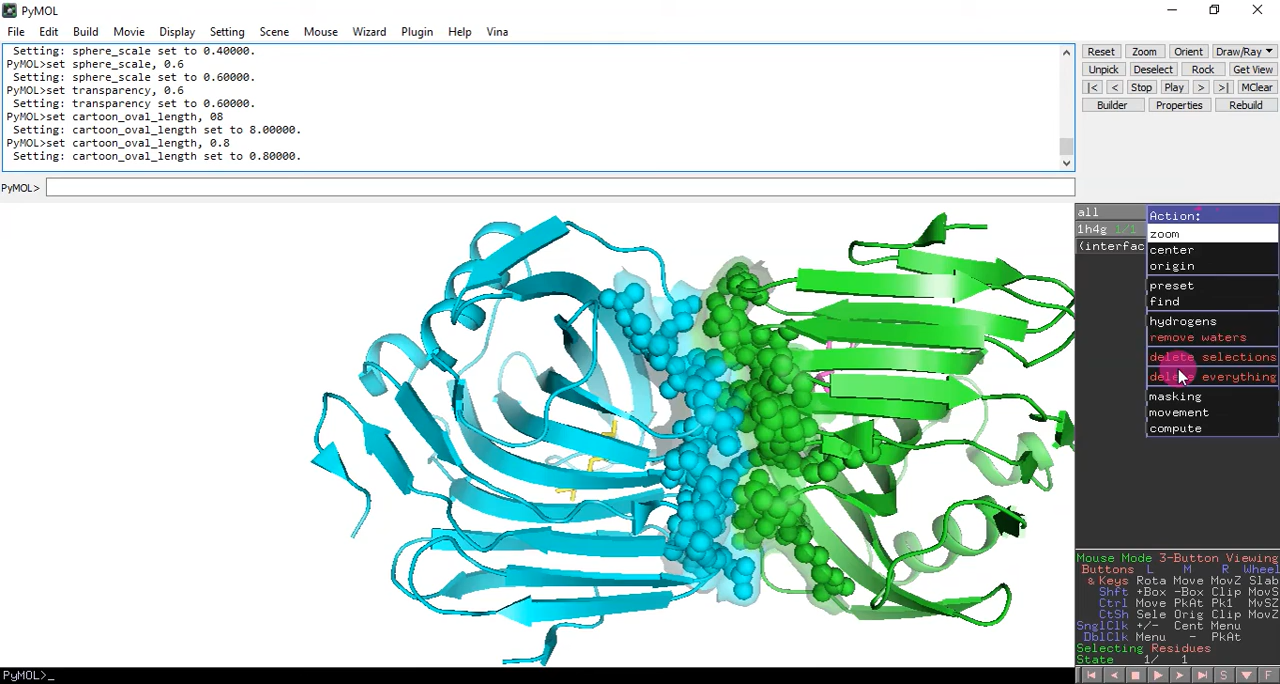 PyMOL
File Edit Build Movie Display Setting Scene Mouse Wizard Plugin Help Vina
Setting: sphere_scale set to 0.40000.
PyMOL>set sphere_scale, 0.6
Setting: sphere_scale set to 0.60000.
PyMOL>set transparency, 0.6
Setting: transparency set to 0.60000.
PyMOL>set cartoon_oval_length, 08
Setting: cartoon_oval_length set to 8.00000.
PyMOL>set cartoon_oval_length, 0.8
Setting: cartoon_oval_length set to 0.80000.
PyMOL>
Reset Zoom Orient Draw/Ray
Unpick Deselect Rock Get View
|< < Stop Play > >| MClear
Builder Properties Rebuild
all
1h4g 1/1
(interfac
Action:
zoom
center
origin
preset
find
hydrogens
remove waters
delete selections
delete everything
masking
movement
compute
Mouse Mode 3-Button Viewing
Buttons L M R Wheel
& Keys Rota Move MovZ Slab
Shft +Box -Box Clip MovS
Ctrl Move PkAt Pk1 MvSZ
CtSh Sele Orig Clip MovZ
SnglClk +/- Cent Menu
DblClk Menu - PkAt
Selecting Residues
State 1/ 1
PyMOL>_
S F